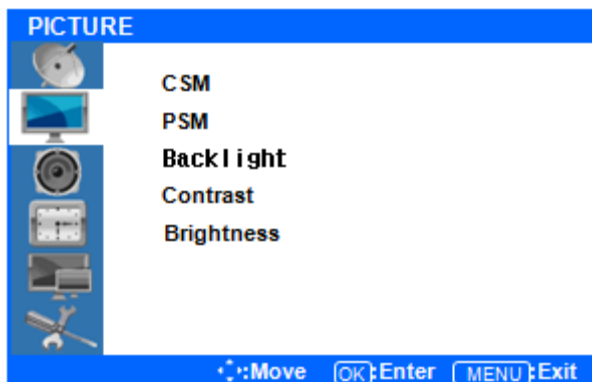 PICTURE
CSM
PSM
Backlight
Contrast
Brightness
:Move OK:Enter MENU:Exit